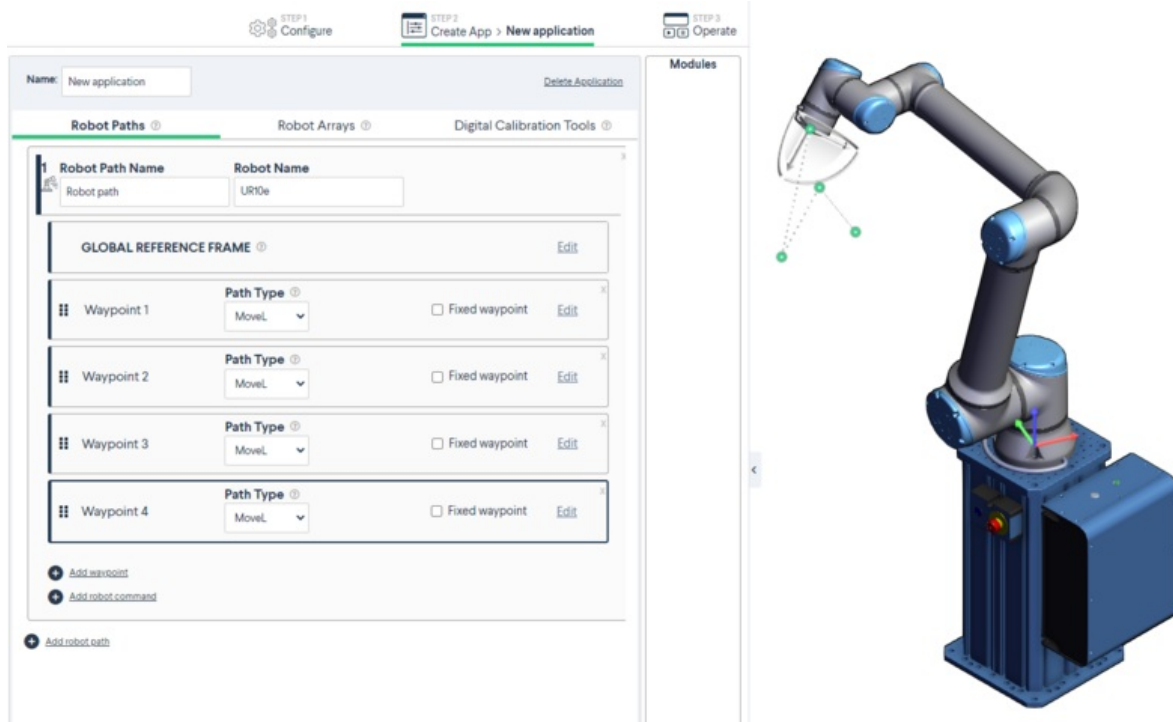 STEP 1
Configure
STEP 2
Create App > New application
STEP 3
Operate
Name: New application
Delete Application
Modules
Robot Paths
Robot Arrays
Digital Calibration Tools
1 Robot Path Name Robot Name
Robot path UR10e
GLOBAL REFERENCE FRAME Edit
Path Type
Waypoint 1 MoveL Fixed waypoint Edit
Path Type
Waypoint 2 MoveL Fixed waypoint Edit
Path Type
Waypoint 3 MoveL Fixed waypoint Edit
Path Type
Waypoint 4 MoveL Fixed waypoint Edit
Add waypoint
Add robot command
Add robot path